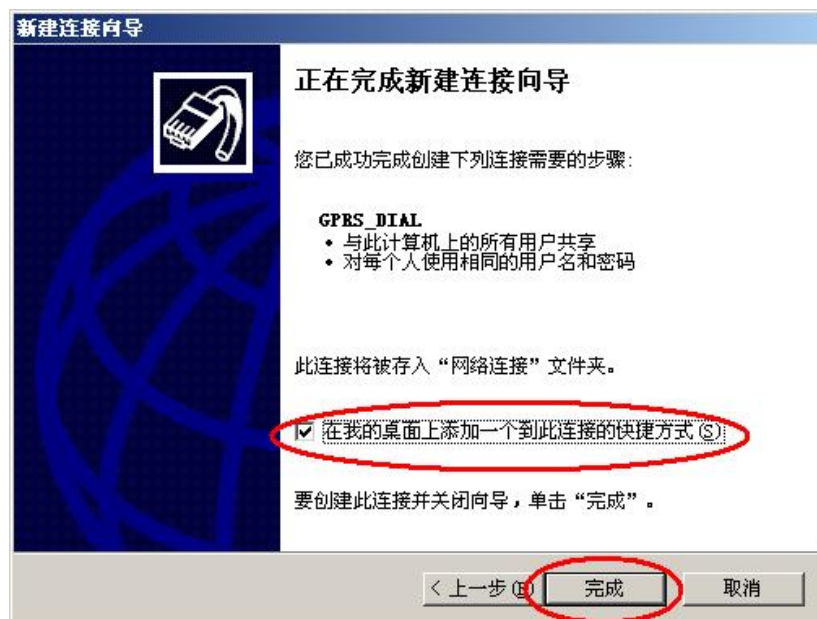 新建连接向导
正在完成新建连接向导
您已成功完成创建下列连接需要的步骤:
GPRS_DIAL
• 与此计算机上的所有用户共享
• 对每个人使用相同的用户名和密码
此连接将被存入“网络连接”文件夹。
在我的桌面上添加一个到此连接的快捷方式(S)
要创建此连接并关闭向导，单击“完成”。
< 上一步(B) 完成 取消